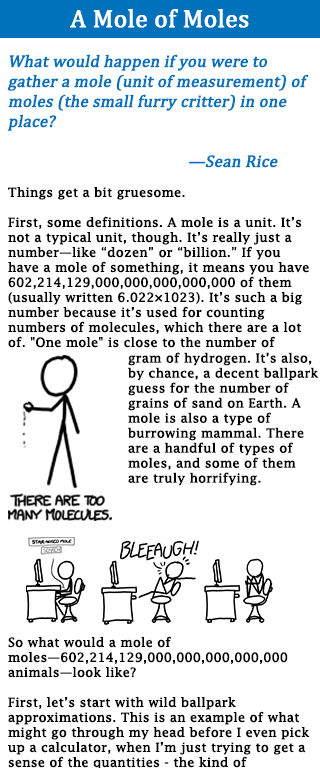 A Mole of Moles
What would happen if you were to
gather a mole (unit of measurement) of
moles (the small furry critter) in one
place?
—Sean Rice
Things get a bit gruesome.
First, some definitions. A mole is a unit. It’s
not a typical unit, though. It’s really just a
number—like “dozen” or “billion.” If you
have a mole of something, it means you have
602,214,129,000,000,000,000,000 of them
(usually written 6.022×1023). It’s such a big
number because it’s used for counting
numbers of molecules, which there are a lot
of. "One mole" is close to the number of
gram of hydrogen. It’s also,
by chance, a decent ballpark
guess for the number of
grains of sand on Earth. A
mole is also a type of
burrowing mammal. There
are a handful of types of
moles, and some of them
are truly horrifying.
THERE ARE TOO
MANY MOLECULES.
STAR-NOSED MOLE
SEARCH
BLEEAUGH!
So what would a mole of
moles—602,214,129,000,000,000,000,000
animals—look like?
First, let’s start with wild ballpark
approximations. This is an example of what
might go through my head before I even pick
up a calculator, when I’m just trying to get a
sense of the quantities - the kind of